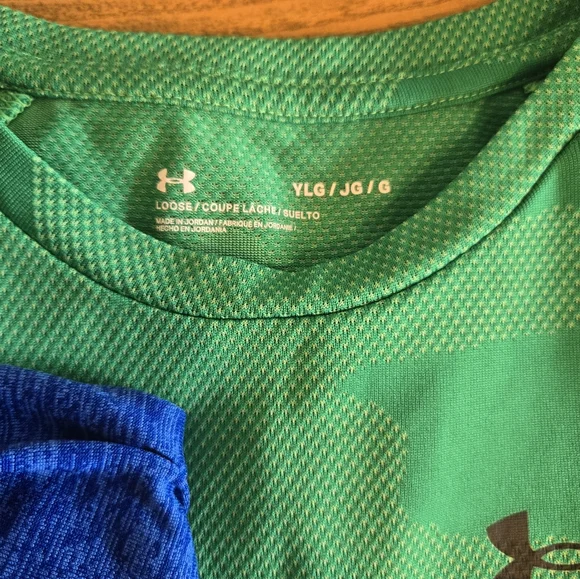 YLG / JG / G
LOOSE / COUPE LÂCHE / SUELTO
MADE IN JORDAN / FABRIQUÉ EN JORDANIE /
HECHO EN JORDANIA